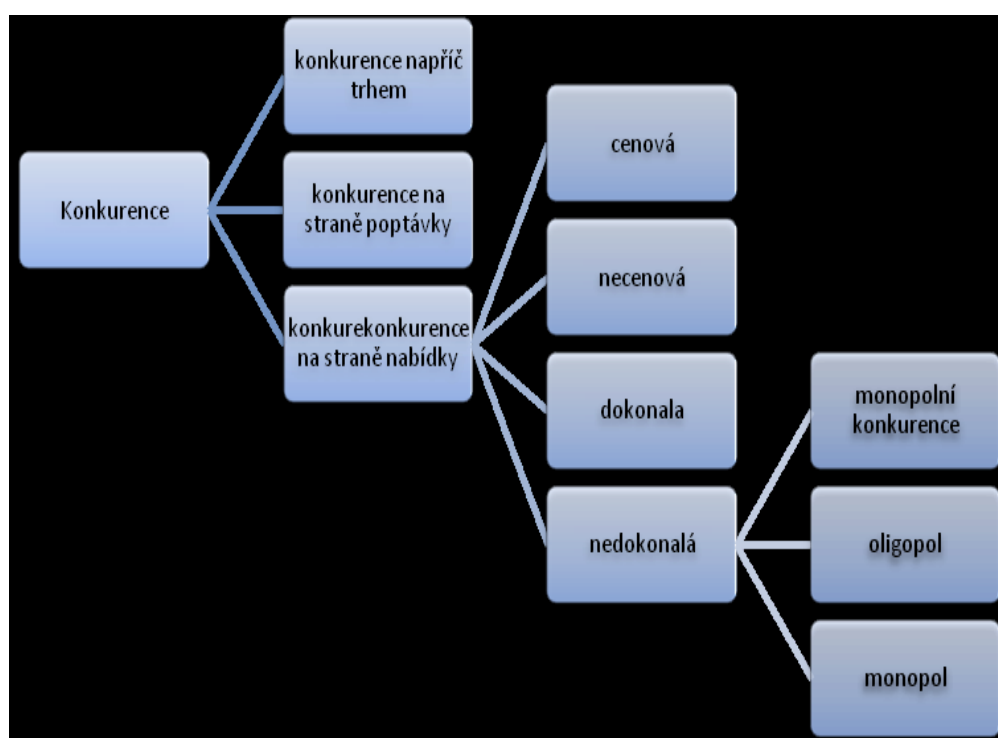 Konkurence
konkurence napříč
trhem
konkurence na
straně poptávky
konkurekonkurence
na straně nabídky
cenová
necenová
dokonala
nedokonalá
monopolní
konkurence
oligopol
monopol